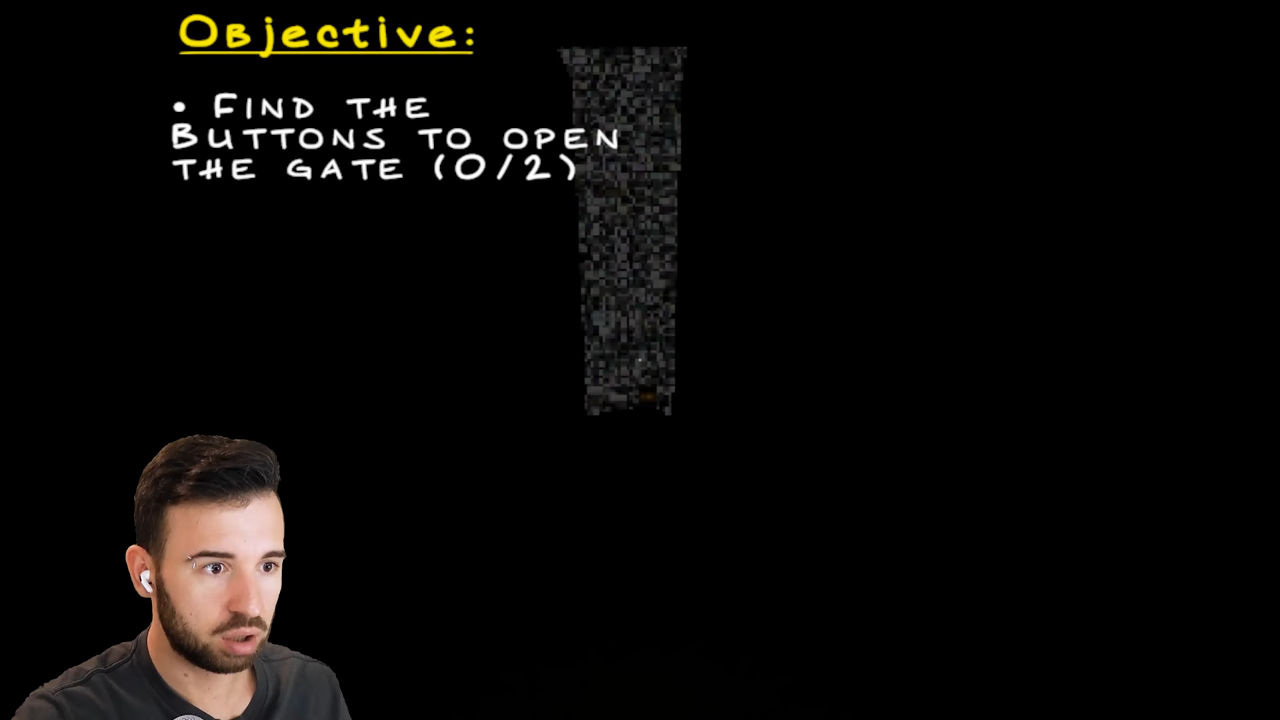 Objective:
• FIND THE
BUTTONS TO OPEN
THE GATE (0/2)